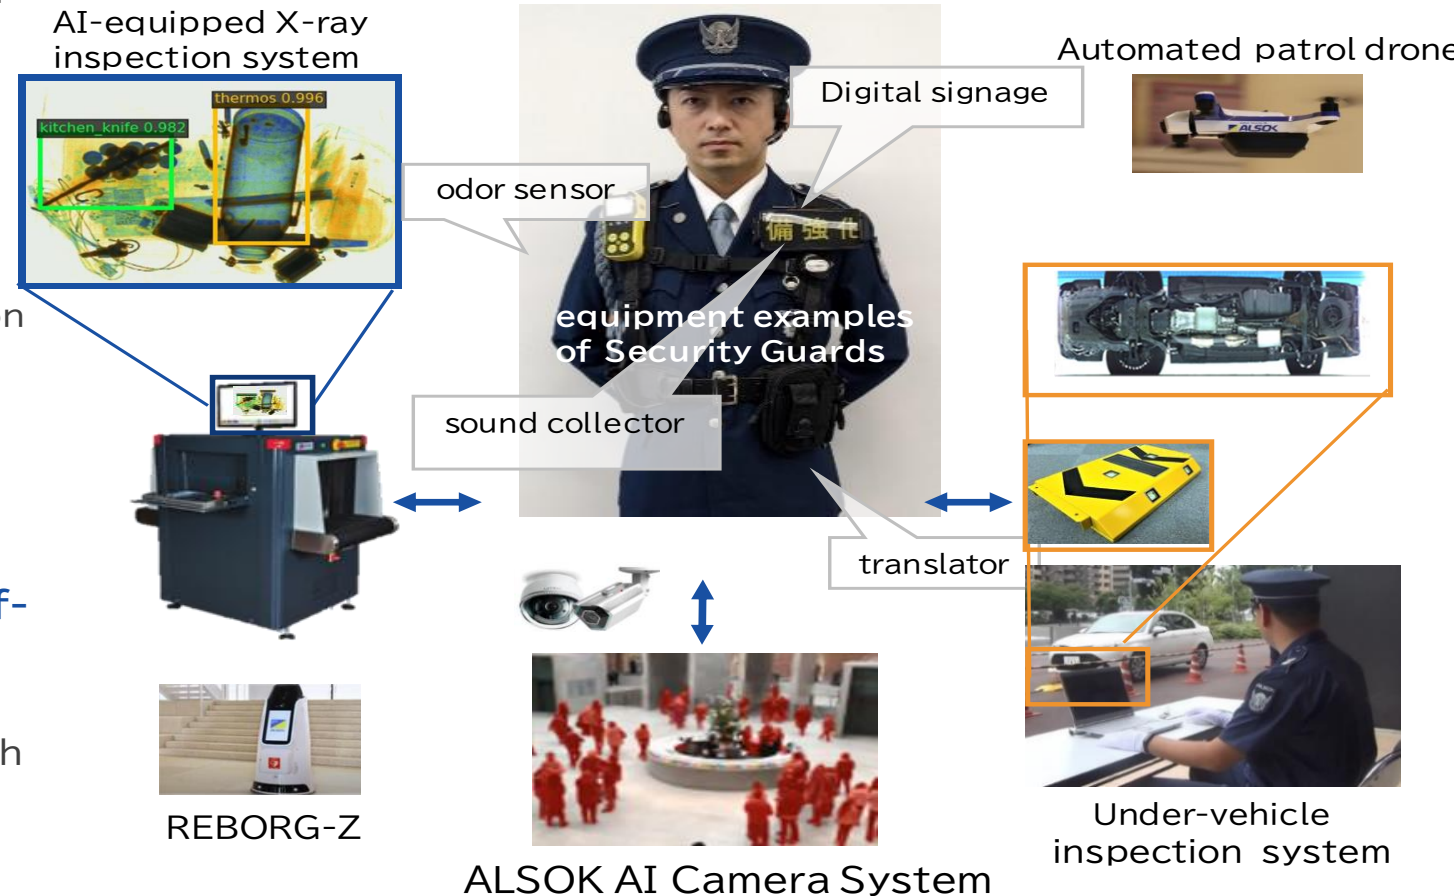 AI-equipped X-ray
inspection system
thermos 0.996
kitchen_knife 0.982
Digital signage
Automated patrol drone
ALSOK
odor sensor
備 強 化
on
equipment examples
of Security Guards
sound collector
translator
f-
h
REBORG-Z
ALSOK AI Camera System
Under-vehicle
inspection system